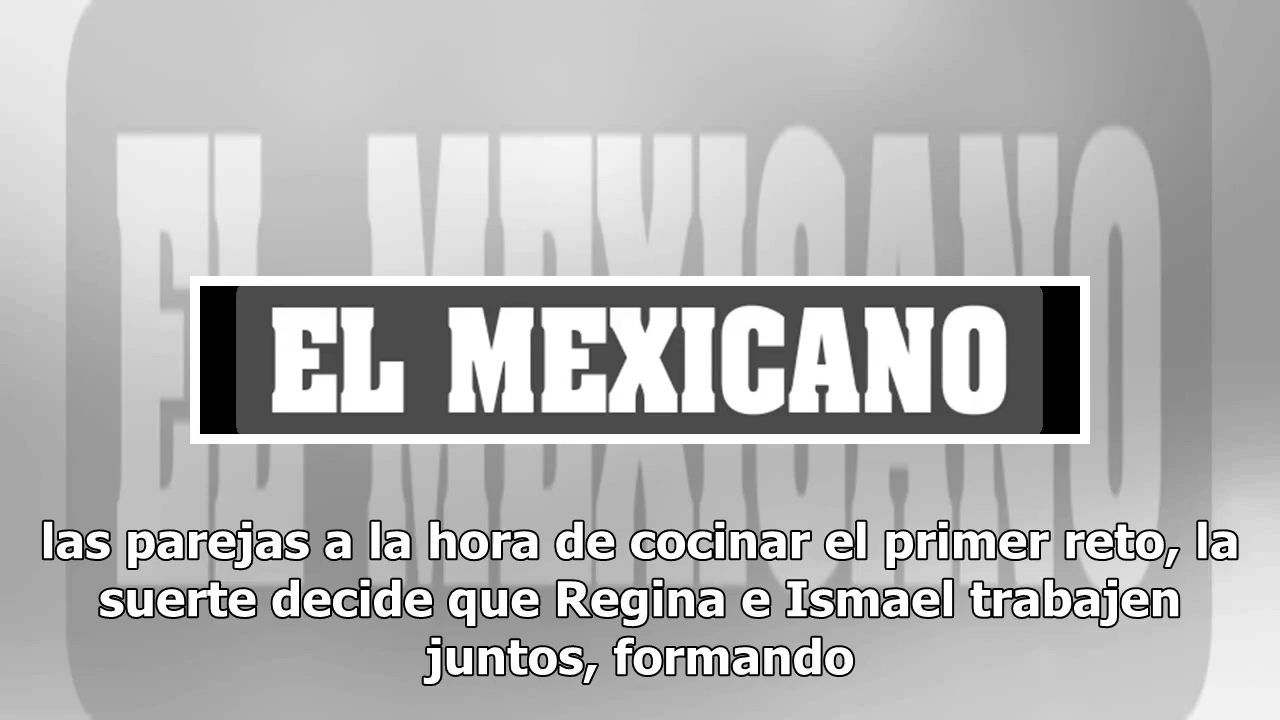 EL MEXICANO
EL MEXICANO
las parejas a la hora de cocinar el primer reto, la
suerte decide que Regina e Ismael trabajen
juntos, formando